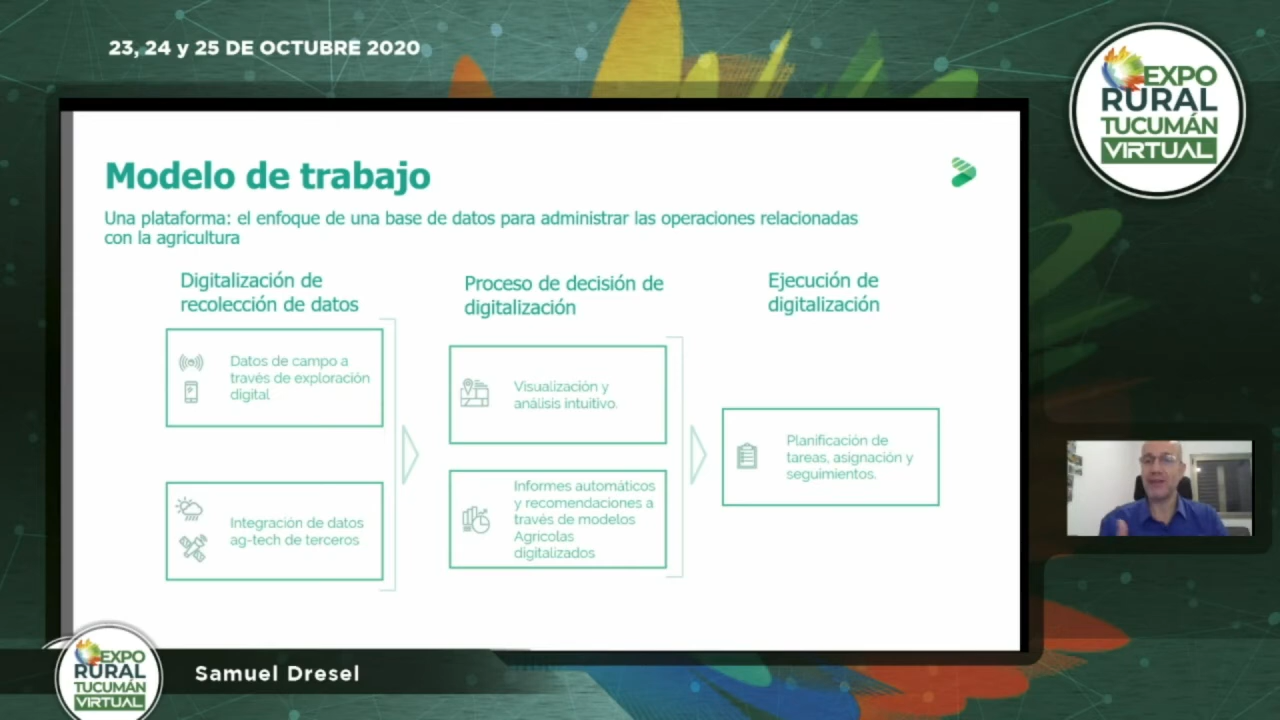 23, 24 y 25 DE OCTUBRE 2020
EXPO
RURAL
TUCUMÁN
VIRTUAL
Modelo de trabajo
Una plataforma: el enfoque de una base de datos para administrar las operaciones relacionadas
con la agricultura
Digitalización de
recolección de datos
Datos de campo a
través de exploración
digital
Integración de datos
ag-tech de terceros
Proceso de decisión de
digitalización
Visualización y
análisis intuitivo.
Informes automáticos
y recomendaciones a
través de modelos
Agricolas
digitalizados
Ejecución de
digitalización
Planificación de
tareas, asignación y
seguimientos.
EXPO
RURAL
TUCUMÁN
VIRTUAL
Samuel Dresel